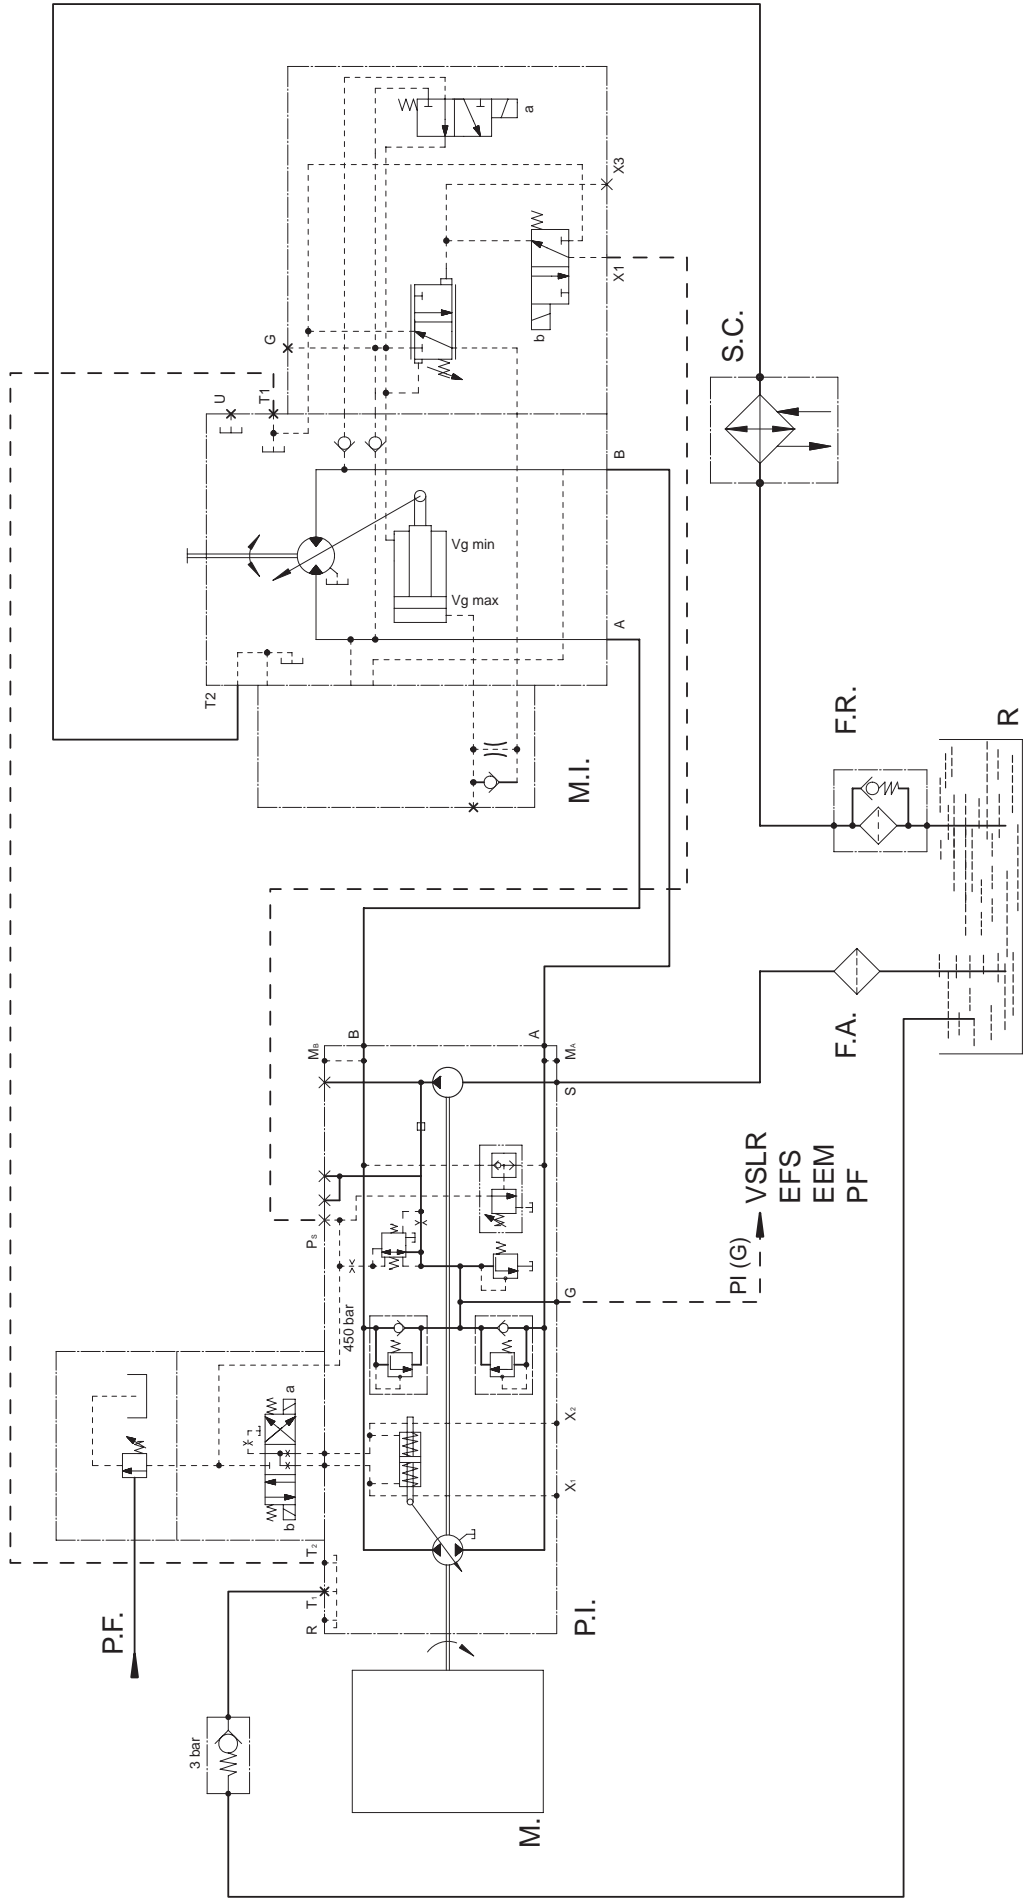 P.F.
3 bar
M.
P.I.
R
T1
T2
b
a
450 bar
X1
X2
G
PS
MB
B
A
MA
S
PI (G)
VSLR
EFS
EEM
PF
F.A.
F.R.
R
S.C.
M.I.
T2
U
T1
G
Vg min
Vg max
A
B
b
a
X1
X3